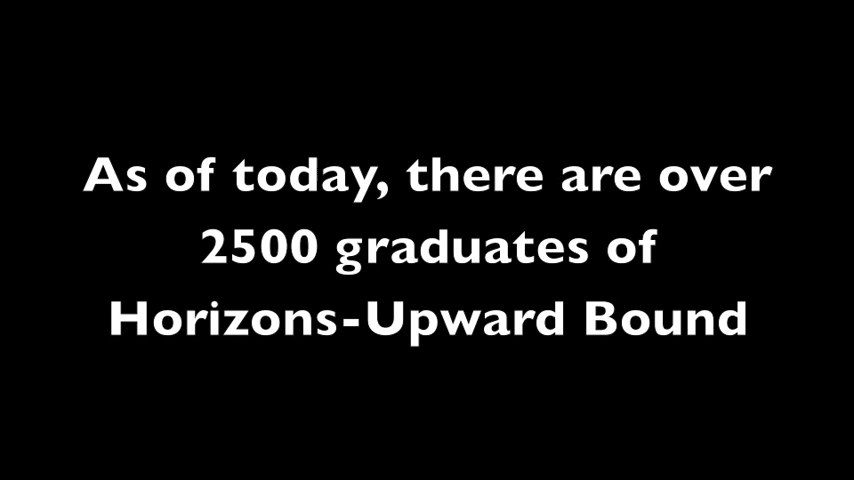 As of today, there are over
2500 graduates of
Horizons-Upward Bound